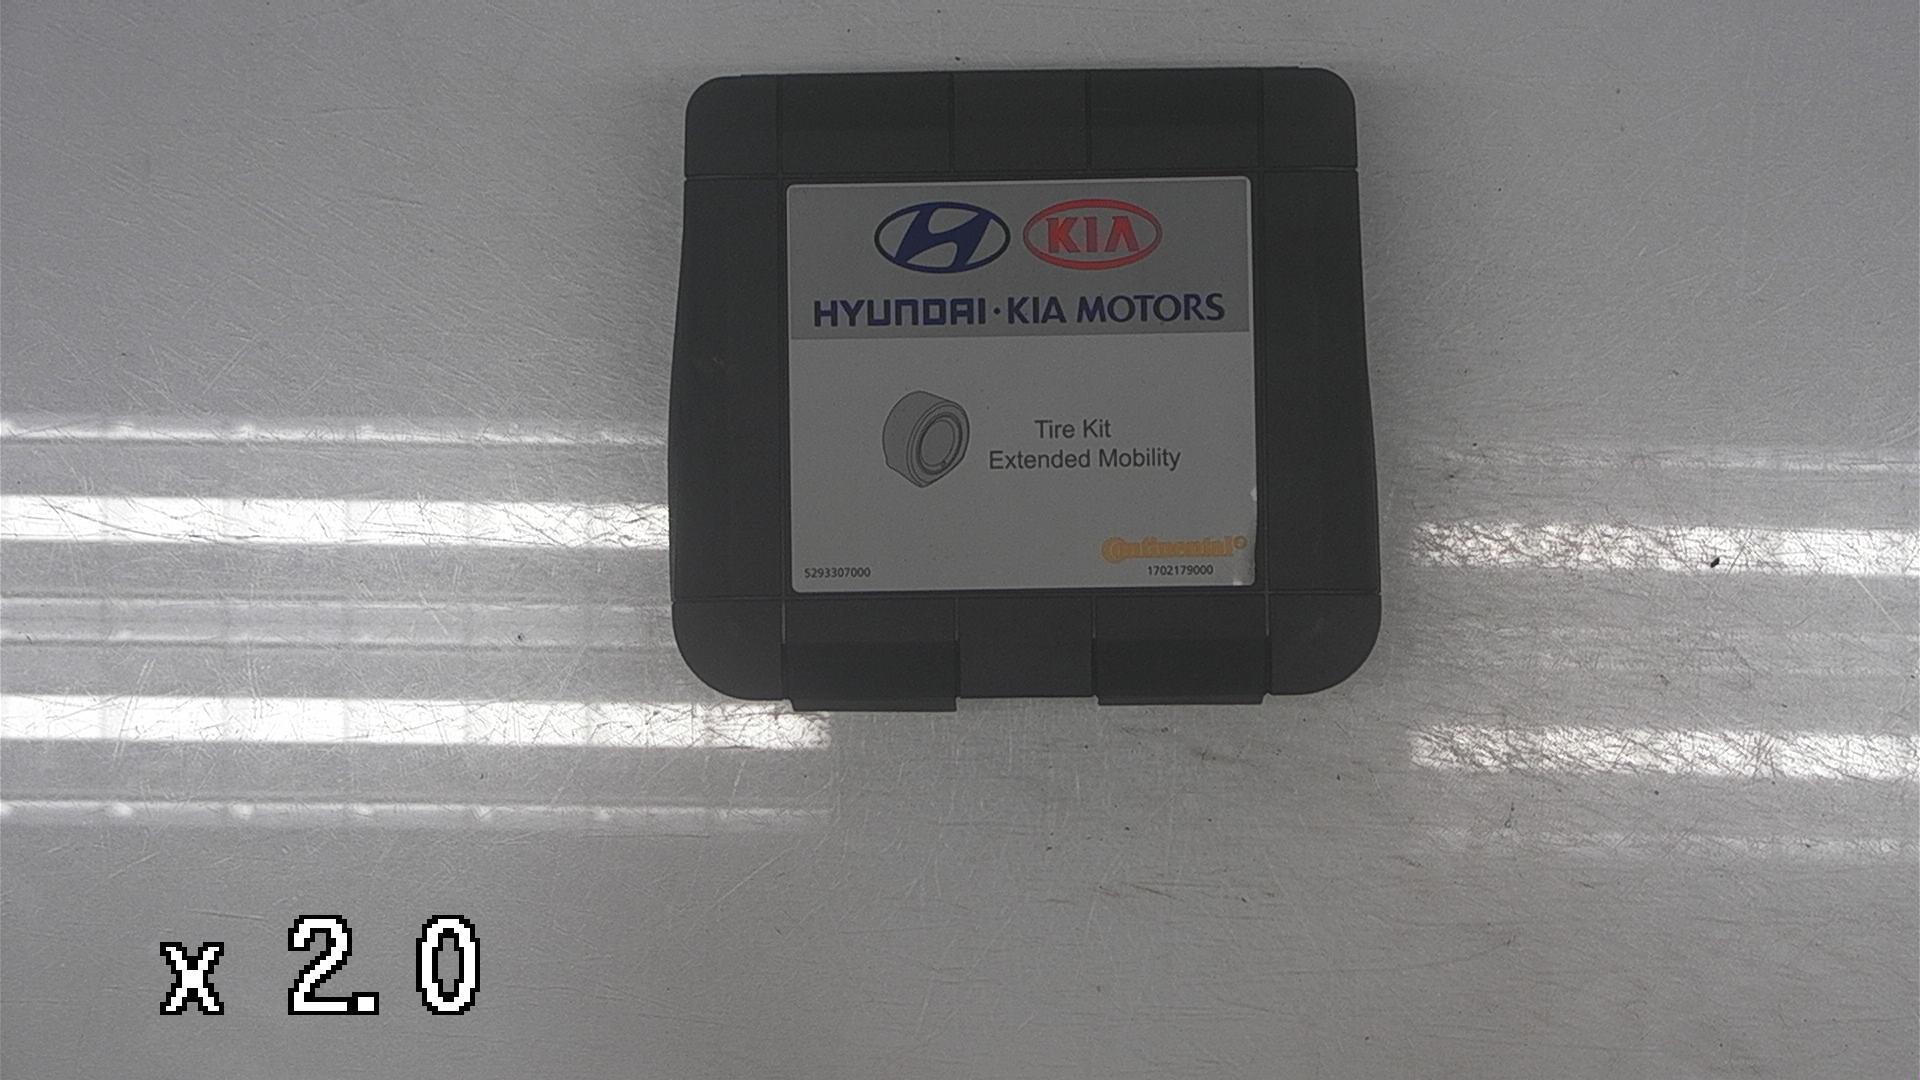 KIA
HYUNDAI·KIA MOTORS
Tire Kit
Extended Mobility
Continental
5293307000
1702179000
x 2.0